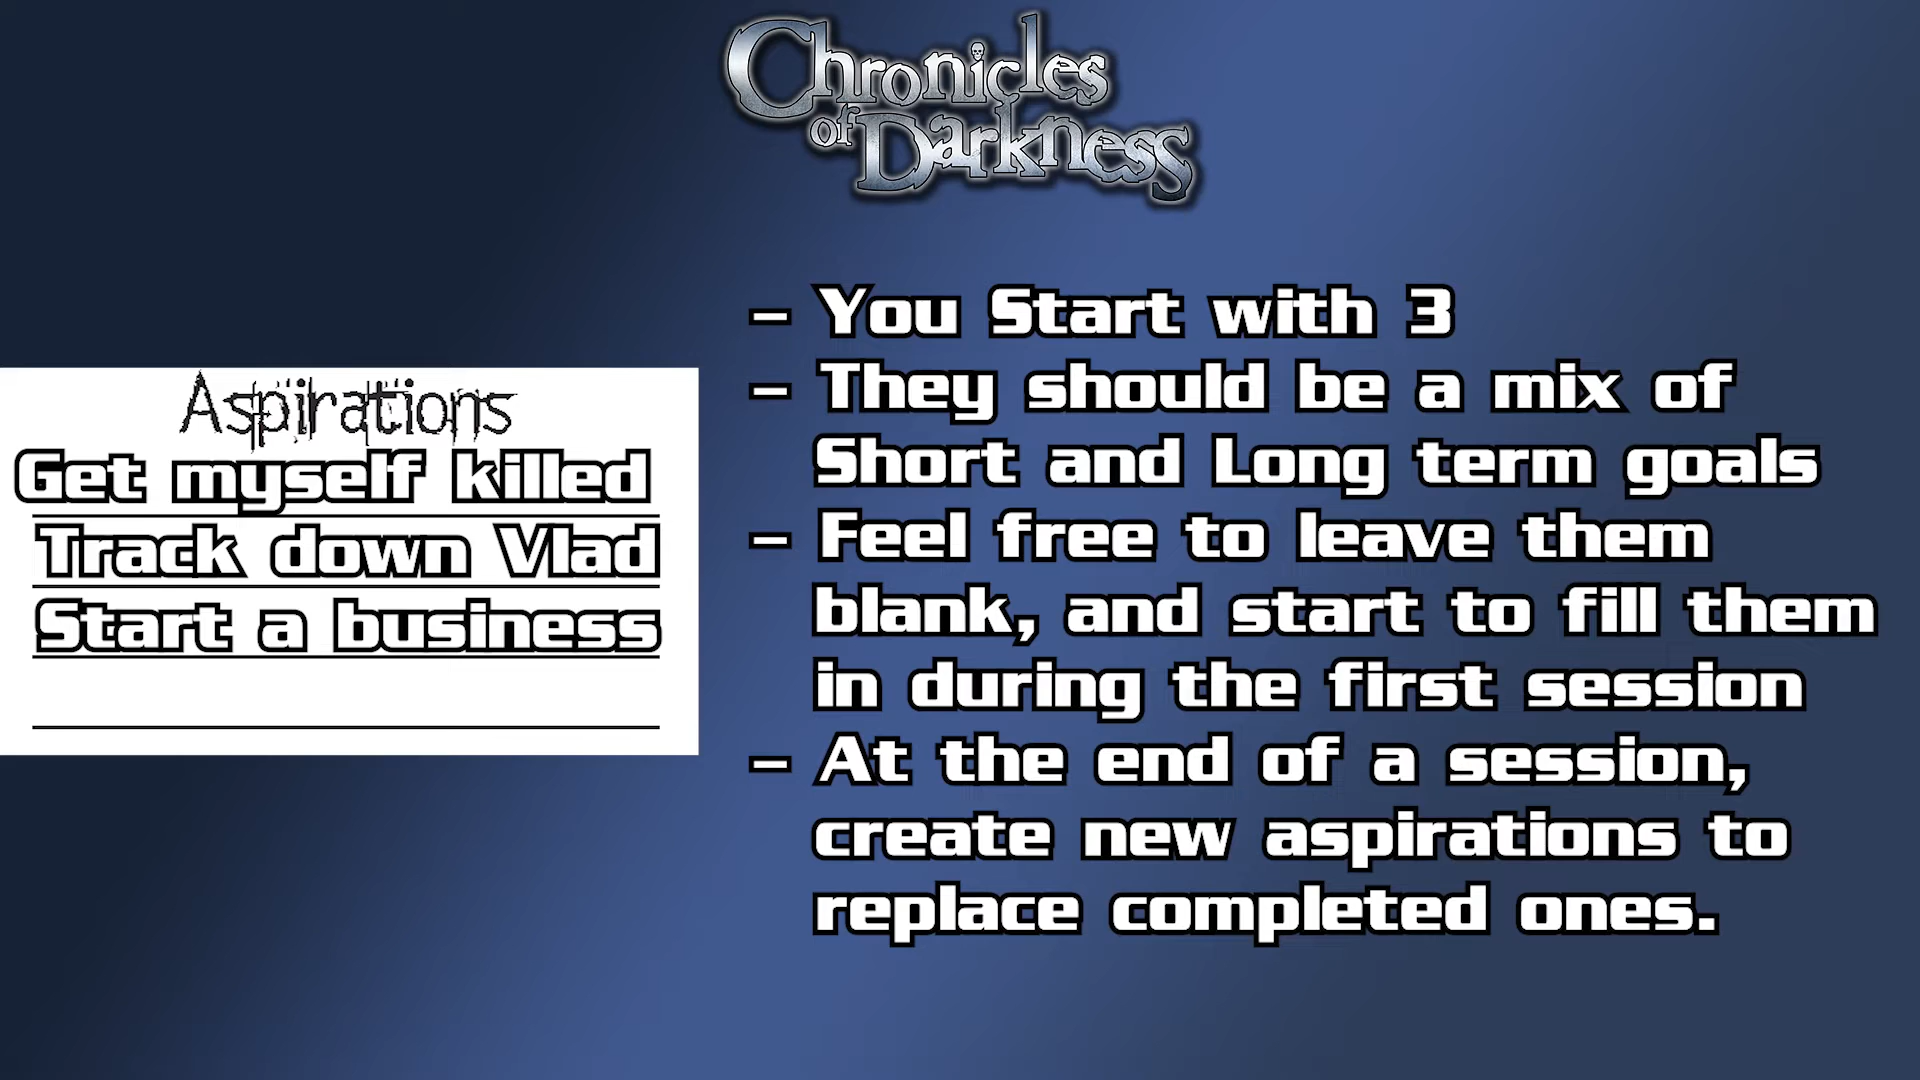 Chronicles
of Darkness
Aspirations
Get myself killed
Track down Vlad
Start a business
- You Start with 3
- They should be a mix of
Short and Long term goals
- Feel free to leave them
blank, and start to fill them
in during the first session
- At the end of a session,
create new aspirations to
replace completed ones.